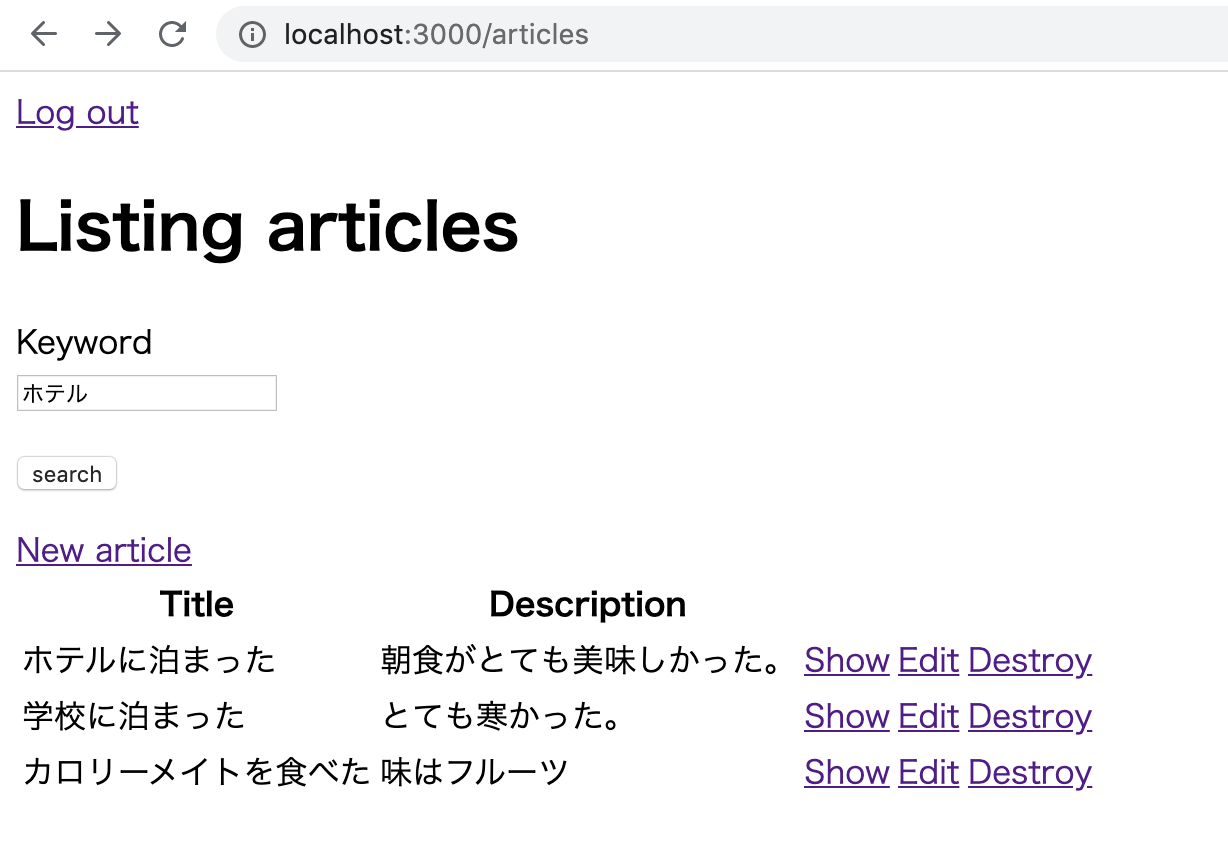 localhost:3000/articles
Log out
Listing articles
Keyword
ホテル
search
New article
Title Description
ホテルに泊まった 朝食がとても美味しかった。 Show Edit Destroy
学校に泊まった とても寒かった。 Show Edit Destroy
カロリーメイトを食べた 味はフルーツ Show Edit Destroy